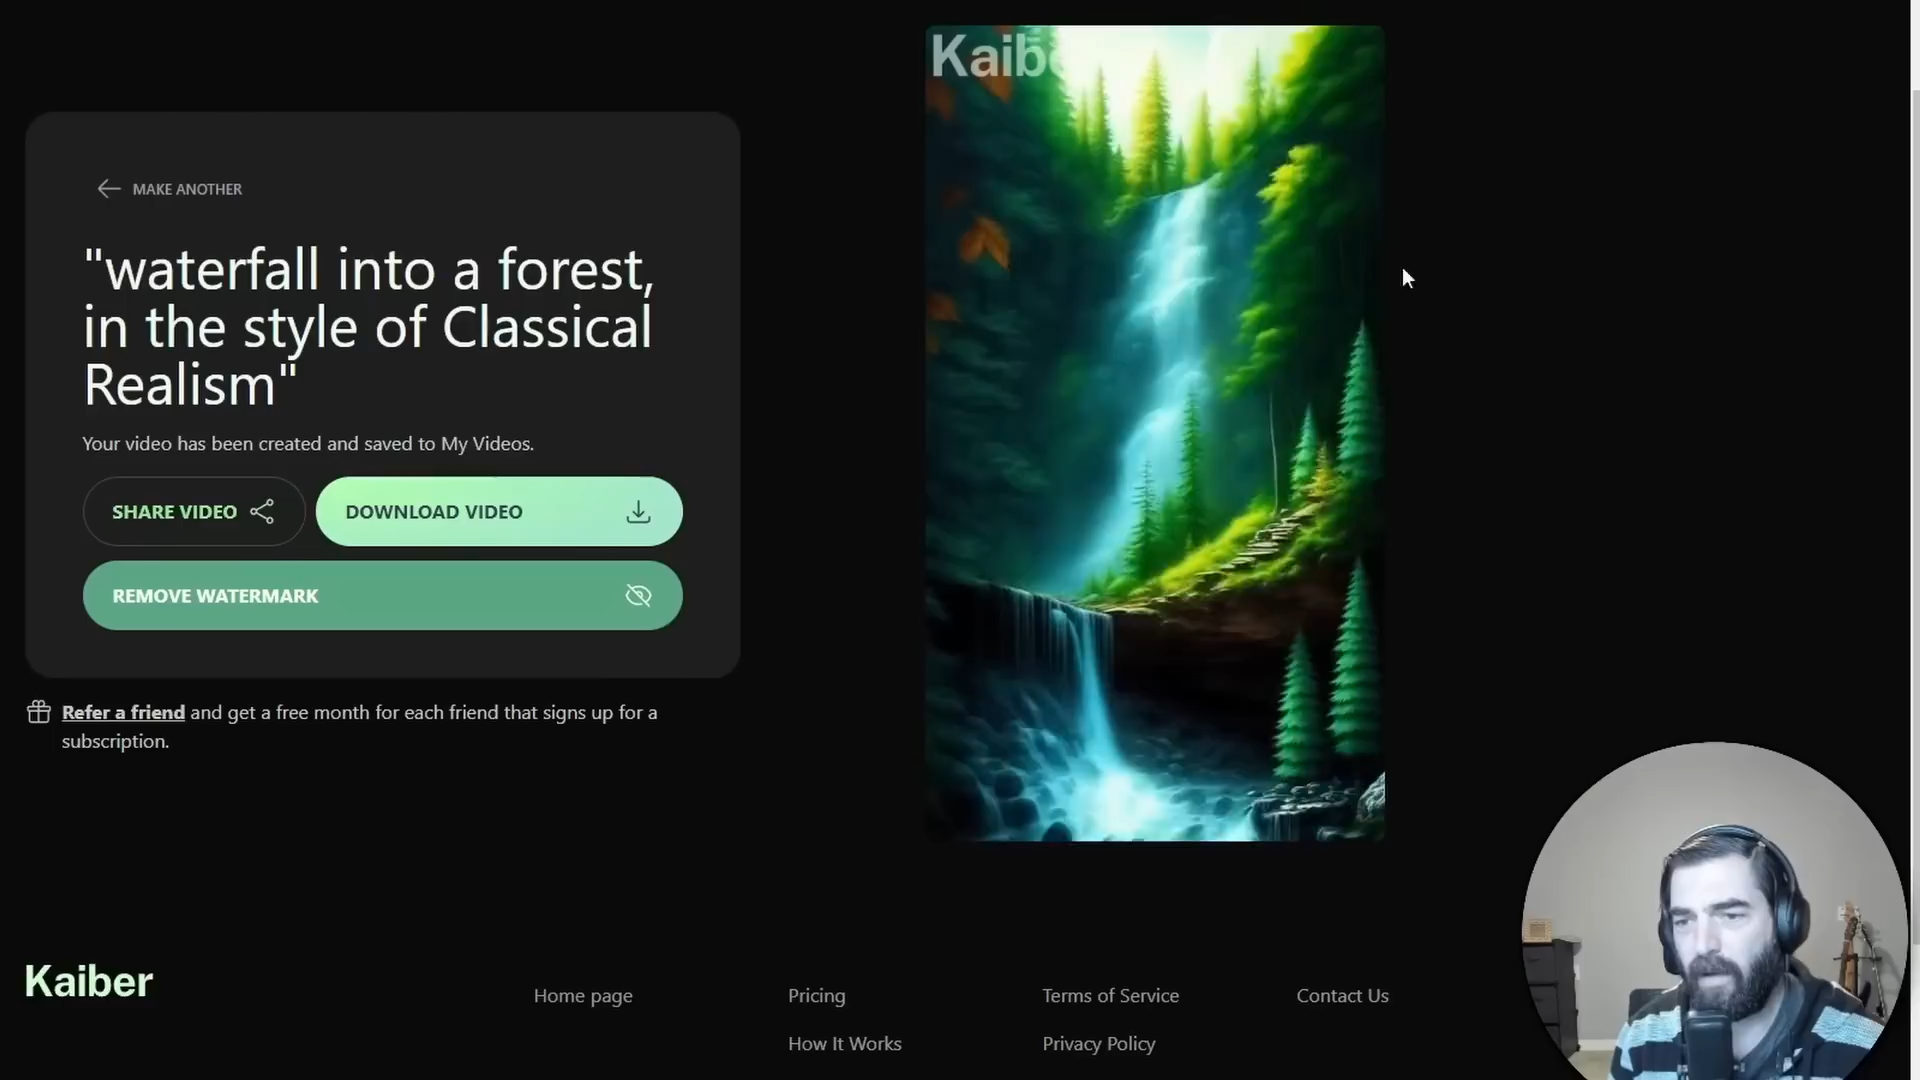 Kaibe
MAKE ANOTHER
"waterfall into a forest,
in the style of Classical
Realism"
Your video has been created and saved to My Videos.
SHARE VIDEO
DOWNLOAD VIDEO
REMOVE WATERMARK
Refer a friend and get a free month for each friend that signs up for a
subscription.
Kaiber
Home page
Pricing
Terms of Service
Contact Us
How It Works
Privacy Policy